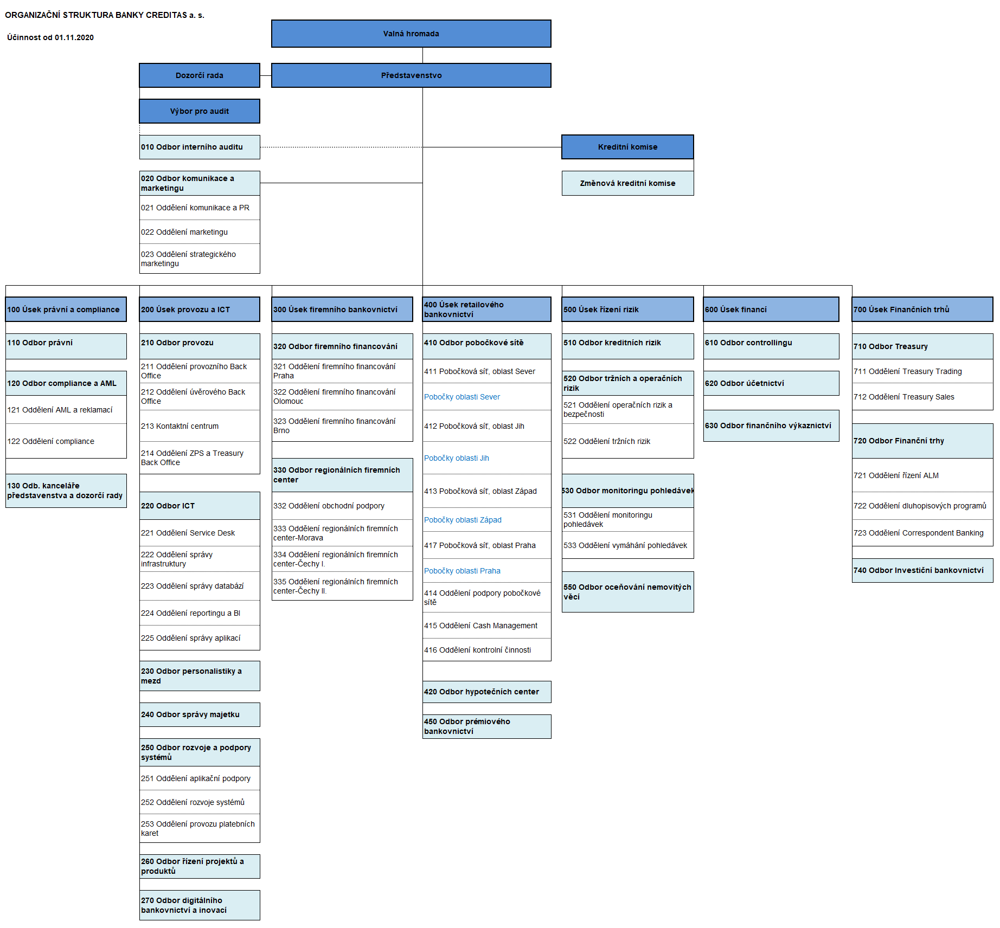 ORGANIZAČNÍ STRUKTURA BANKY CREDITAS a. s.
Účinnost od 01.11.2020
Valná hromada
Dozorčí rada
Představenstvo
Výbor pro audit
010 Odbor interního auditu
Kreditní komise
020 Odbor komunikace a
marketingu
Změnová kreditní komise
021 Oddělení komunikace a PR
022 Oddělení marketingu
023 Oddělení strategického
marketingu
100 Úsek právní a compliance
110 Odbor právní
120 Odbor compliance a AML
121 Oddělení AML a reklamací
122 Oddělení compliance
130 Odb. kanceláře
představenstva a dozorčí rady
200 Úsek provozu a ICT
210 Odbor provozu
211 Oddělení provozního Back
Office
212 Oddělení úvěrového Back
Office
213 Kontaktní centrum
214 Oddělení ZPS a Treasury
Back Office
220 Odbor ICT
221 Oddělení Service Desk
222 Oddělení správy
infrastruktury
223 Oddělení správy databází
224 Oddělení reportingu a BI
225 Oddělení správy aplikací
230 Odbor personalistiky a
mezd
240 Odbor správy majetku
250 Odbor rozvoje a podpory
systémů
251 Oddělení aplikační podpory
252 Oddělení rozvoje systémů
253 Oddělení provozu platebních
karet
260 Odbor řízení projektů a
produktů
270 Odbor digitálního
bankovnictví a inovací
300 Úsek firemního bankovnictví
320 Odbor firemního financování
321 Oddělení firemního financování
Praha
322 Oddělení firemního financování
Olomouc
323 Oddělení firemního financování
Brno
330 Odbor regionálních firemních
center
332 Oddělení obchodní podpory
333 Oddělení regionálních firemních
center-Morava
334 Oddělení regionálních firemních
center-Čechy I.
335 Oddělení regionálních firemních
center-Čechy II.
400 Úsek retailového
bankovnictví
410 Odbor pobočkové sítě
411 Pobočková síť, oblast Sever
Pobočky oblasti Sever
412 Pobočková síť, oblast Jih
Pobočky oblasti Jih
413 Pobočková síť, oblast Západ
Pobočky oblasti Západ
417 Pobočková síť, oblast Praha
Pobočky oblasti Praha
414 Oddělení podpory pobočkové
sítě
415 Oddělení Cash Management
416 Oddělení kontrolní činnosti
420 Odbor hypotečních center
450 Odbor prémiového
bankovnictví
500 Úsek řízení rizik
510 Odbor kreditních rizik
520 Odbor tržních a operačních
rizik
521 Oddělení operačních rizik a
bezpečnosti
522 Oddělení tržních rizik
530 Odbor monitoringu pohledávek
531 Oddělení monitoringu
pohledávek
533 Oddělení vymáhání pohledávek
550 Odbor oceňování nemovitých
věcí
600 Úsek financí
610 Odbor controllingu
620 Odbor účetnictví
630 Odbor finančního výkaznictví
700 Úsek Finančních trhů
710 Odbor Treasury
711 Oddělení Treasury Trading
712 Oddělení Treasury Sales
720 Odbor Finanční trhy
721 Oddělení řízení ALM
722 Oddělení dluhopisových programů
723 Oddělení Correspondent Banking
740 Odbor Investiční bankovnictví